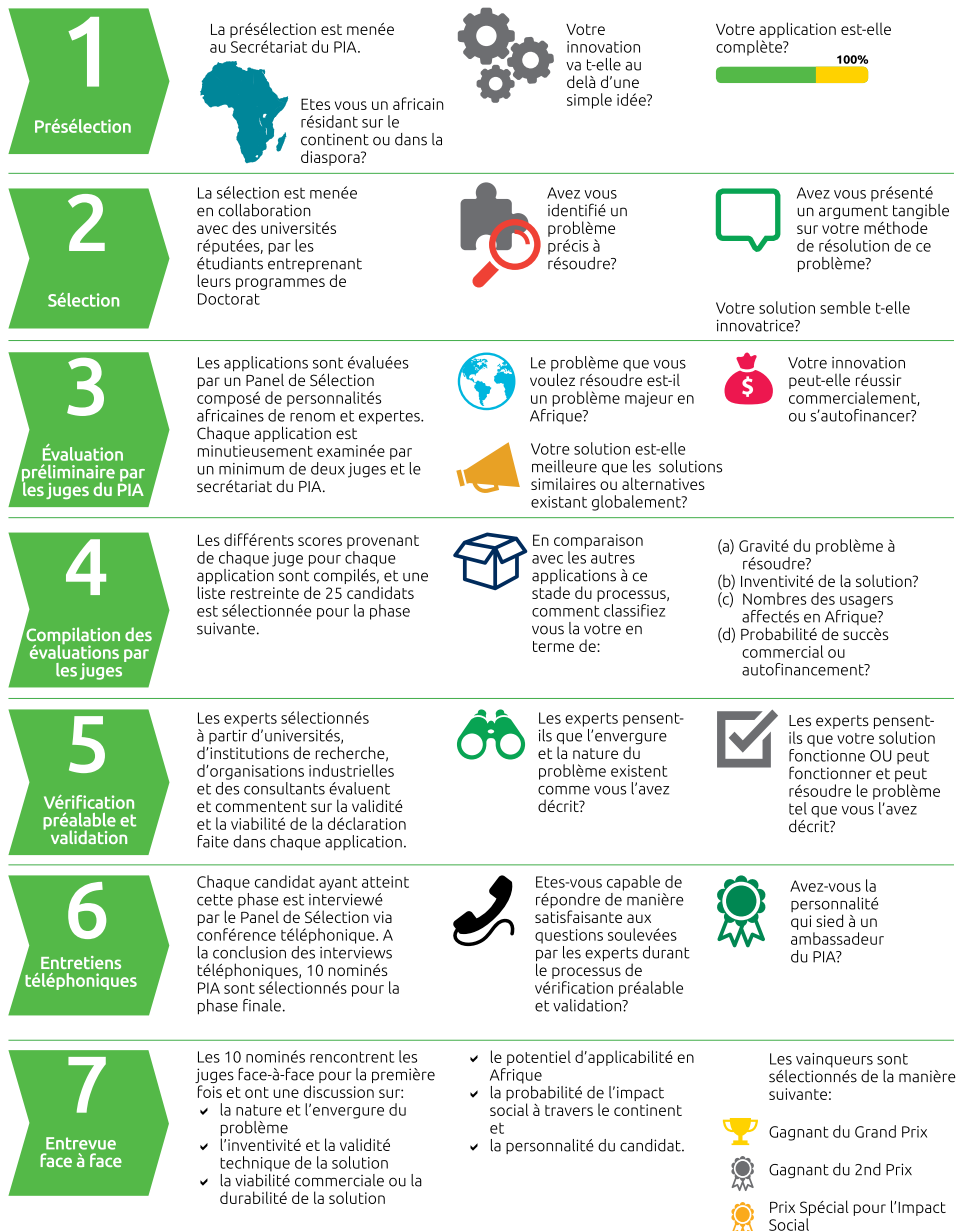 1
Présélection
La présélection est menée
au Secrétariat du PIA.
Etes vous un africain
résidant sur le
continent ou dans la
diaspora?
Votre
innovation
va t-elle au
delà d’une
simple idée?
Votre application est-elle
complète?
100%
2
Sélection
La sélection est menée
en collaboration
avec des universités
réputées, par les
étudiants entreprenant
leurs programmes de
Doctorat
Avez vous
identifié un
problème
précis à
résoudre?
Avez vous présenté
un argument tangible
sur votre méthode
de résolution de ce
problème?
Votre solution semble t-elle
innovatrice?
3
Évaluation
préliminaire par
les juges du PIA
Les applications sont évaluées
par un Panel de Sélection
composé de personnalités
africaines de renom et expertes.
Chaque application est
minutieusement examinée par
un minimum de deux juges et le
secrétariat du PIA.
Le problème que vous
voulez résoudre est-il
un problème majeur en
Afrique?
Votre solution est-elle
meilleure que les solutions
similaires ou alternatives
existant globalement?
$
Votre innovation
peut-elle réussir
commercialement,
ou s’autofinancer?
4
Compilation des
évaluations par
les juges
Les différents scores provenant
de chaque juge pour chaque
application sont compilés, et une
liste restreinte de 25 candidats
est sélectionnée pour la phase
suivante.
En comparaison
avec les autres
applications à ce
stade du processus,
comment classifiez
vous la votre en
terme de:
(a) Gravité du problème à
résoudre?
(b) Inventivité de la solution?
(c) Nombres des usagers
affectés en Afrique?
(d) Probabilité de succès
commercial ou
autofinancement?
5
Vérification
préalable et
validation
Les experts sélectionnés
à partir d’universités,
d’institutions de recherche,
d’organisations industrielles
et des consultants évaluent
et commentent sur la validité
et la viabilité de la déclaration
faite dans chaque application.
Les experts pensent-
ils que l’envergure
et la nature du
problème existent
comme vous l’avez
décrit?
Les experts pensent-
ils que votre solution
fonctionne OU peut
fonctionner et peut
résoudre le problème
tel que vous l’avez
décrit?
6
Entretiens
téléphoniques
Chaque candidat ayant atteint
cette phase est interviewé
par le Panel de Sélection via
conférence téléphonique. A
la conclusion des interviews
téléphoniques, 10 nominés
PIA sont sélectionnés pour la
phase finale.
Etes-vous capable de
répondre de manière
satisfaisante aux
questions soulevées
par les experts durant
le processus de
vérification préalable
et validation?
Avez-vous la
personnalité
qui sied à un
ambassadeur
du PIA?
7
Entrevue
face à face
Les 10 nominés rencontrent les
juges face-à-face pour la première
fois et ont une discussion sur:
✓ la nature et l’envergure du
problème
✓ l’inventivité et la validité
technique de la solution
✓ la viabilité commerciale ou la
durabilité de la solution
✓ le potentiel d’applicabilité en
Afrique
✓ la probabilité de l’impact
social à travers le continent
et
✓ la personnalité du candidat.
Les vainqueurs sont
sélectionnés de la manière
suivante:
Gagnant du Grand Prix
Gagnant du 2nd Prix
Prix Spécial pour l’Impact
Social